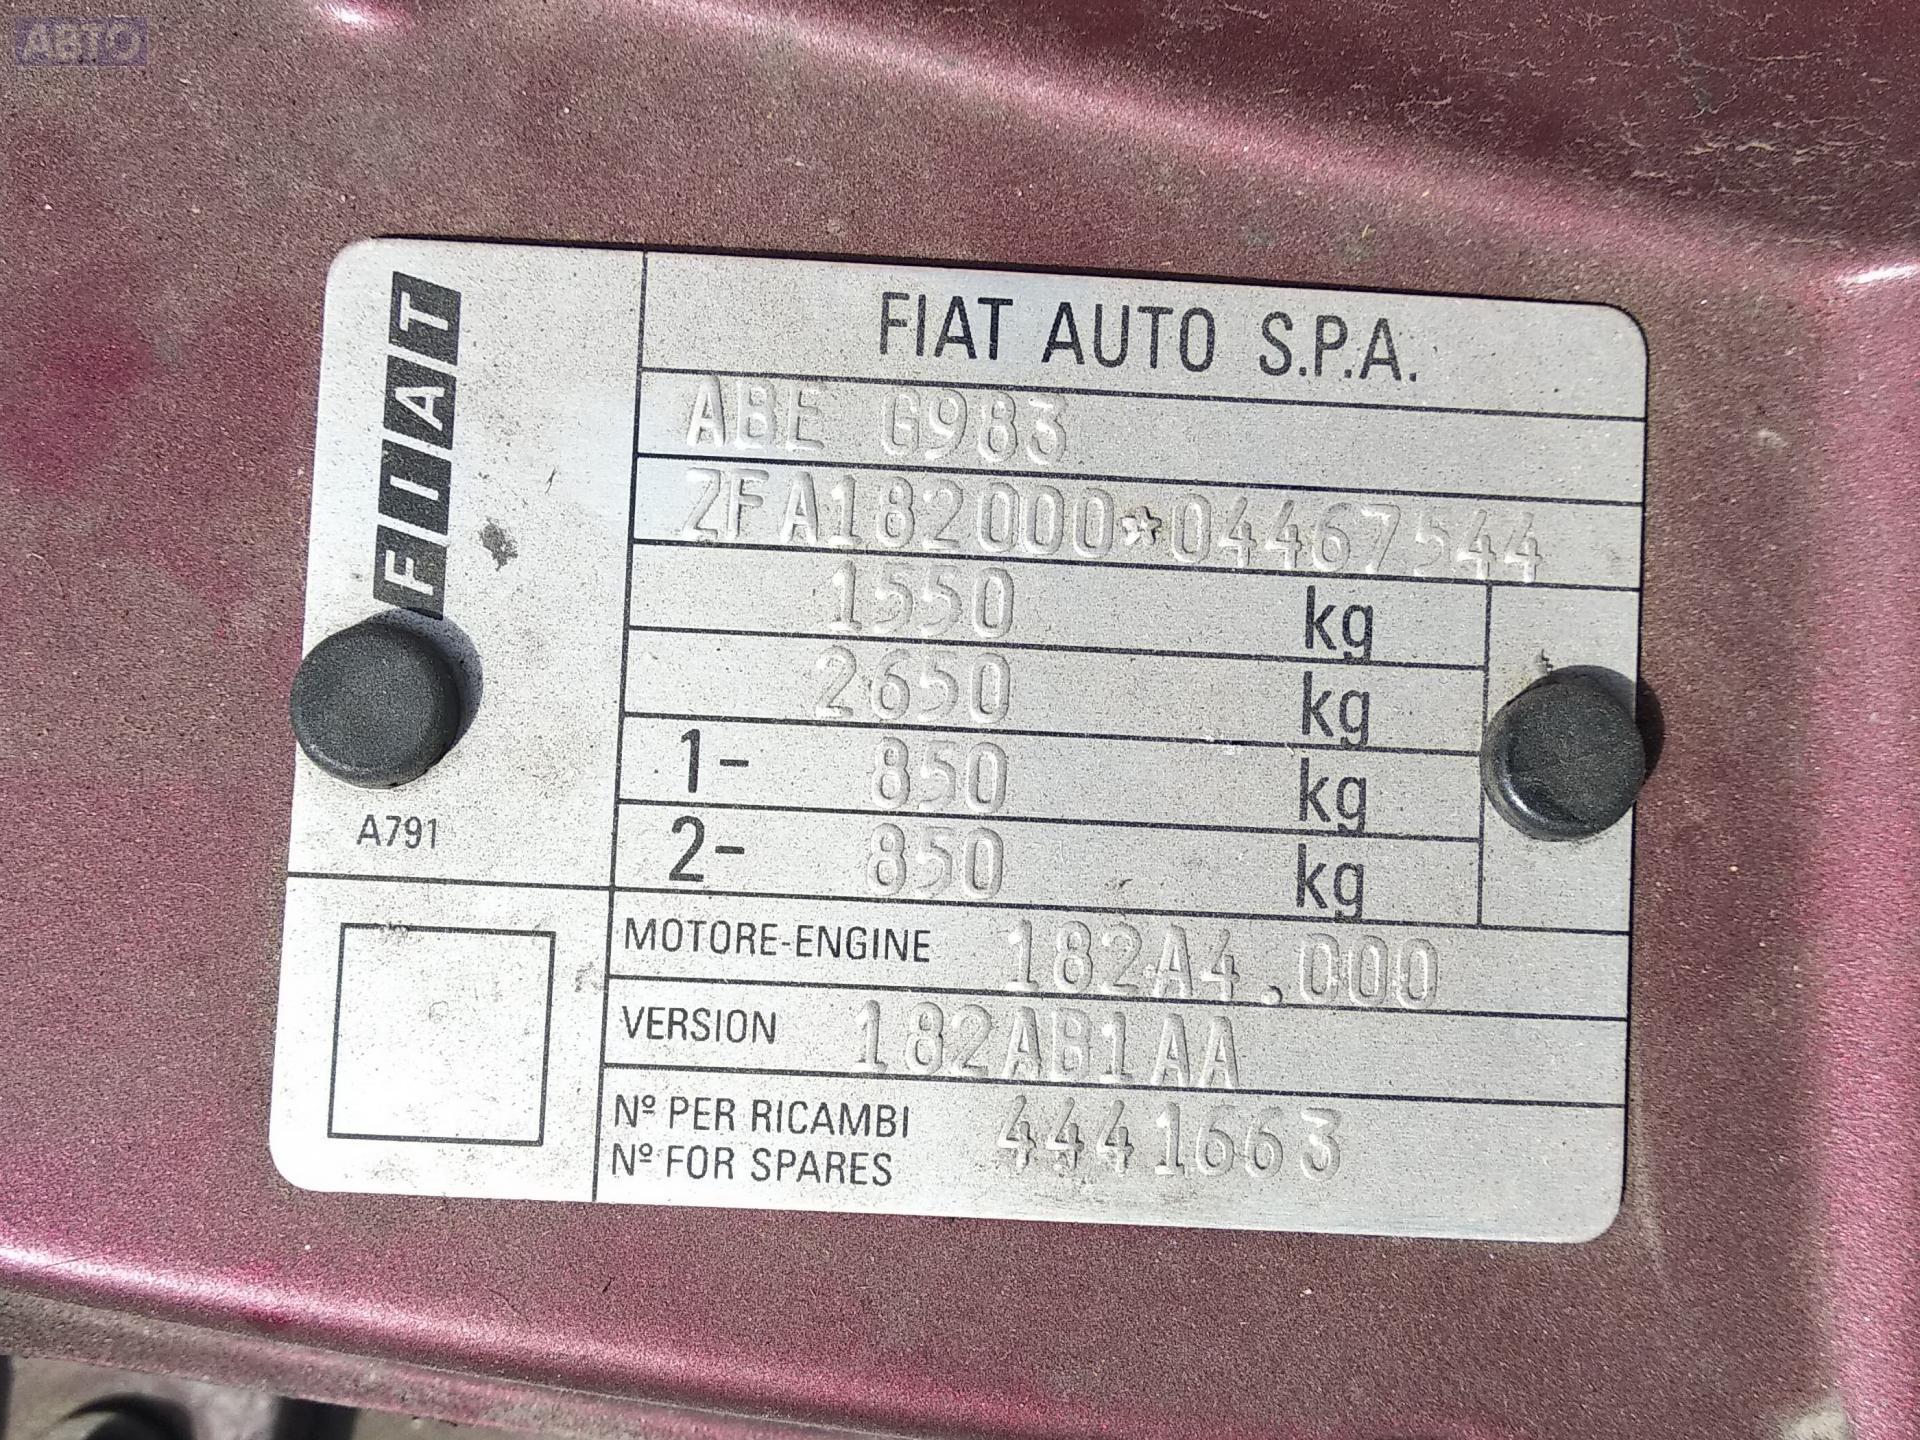 АВТО
FIAT
FIAT AUTO S.P.A.
ABE G983
ZFA182000*04467544
1550 kg
2650 kg
1- 850 kg
2- 850 kg
A791
MOTORE-ENGINE 182A4.000
VERSION 182AB1AA
Nº PER RICAMBI
Nº FOR SPARES 4441663